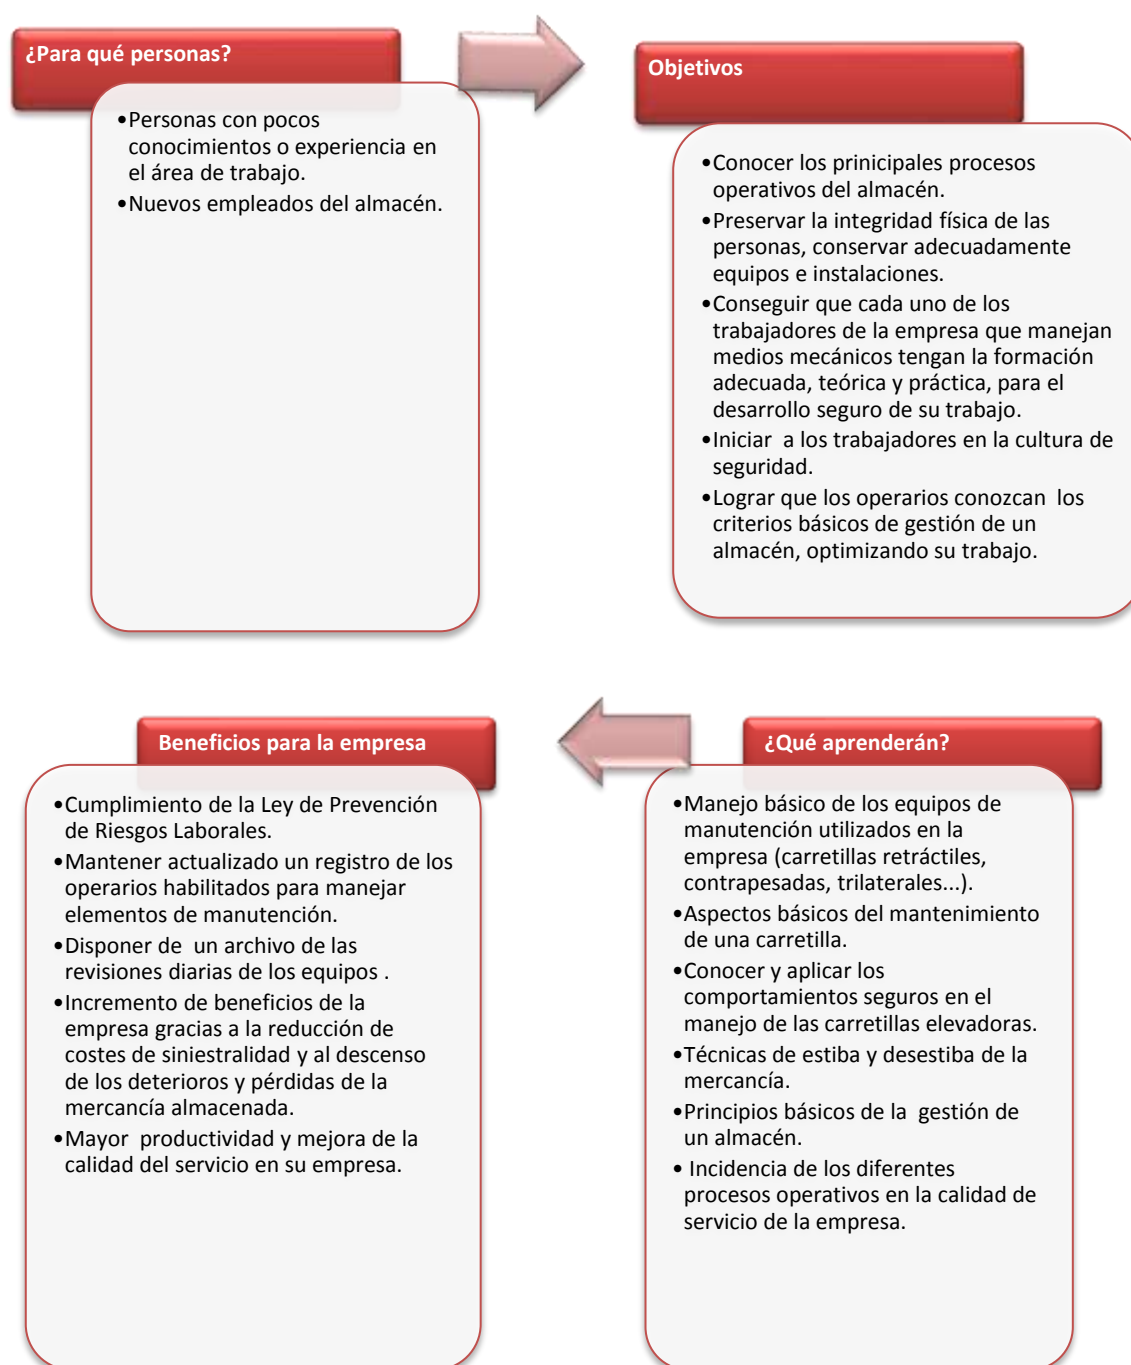 ¿Para qué personas?
•Personas con pocos
conocimientos o experiencia en
el área de trabajo.
•Nuevos empleados del almacén.
Objetivos
•Conocer los prinicipales procesos
operativos del almacén.
•Preservar la integridad física de las
personas, conservar adecuadamente
equipos e instalaciones.
•Conseguir que cada uno de los
trabajadores de la empresa que manejan
medios mecánicos tengan la formación
adecuada, teórica y práctica, para el
desarrollo seguro de su trabajo.
•Iniciar  a los trabajadores en la cultura de
seguridad.
•Lograr que los operarios conozcan  los
criterios básicos de gestión de un
almacén, optimizando su trabajo.
¿Qué aprenderán?
•Manejo básico de los equipos de
manutención utilizados en la
empresa (carretillas retráctiles,
contrapesadas, trilaterales...).
•Aspectos básicos del mantenimiento
de una carretilla.
•Conocer y aplicar los
comportamientos seguros en el
manejo de las carretillas elevadoras.
•Técnicas de estiba y desestiba de la
mercancía.
•Principios básicos de la  gestión de
un almacén.
• Incidencia de los diferentes
procesos operativos en la calidad de
servicio de la empresa.
Beneficios para la empresa
•Cumplimiento de la Ley de Prevención
de Riesgos Laborales.
•Mantener actualizado un registro de los
operarios habilitados para manejar
elementos de manutención.
•Disponer de  un archivo de las
revisiones diarias de los equipos .
•Incremento de beneficios de la
empresa gracias a la reducción de
costes de siniestralidad y al descenso
de los deterioros y pérdidas de la
mercancía almacenada.
•Mayor  productividad y mejora de la
calidad del servicio en su empresa.